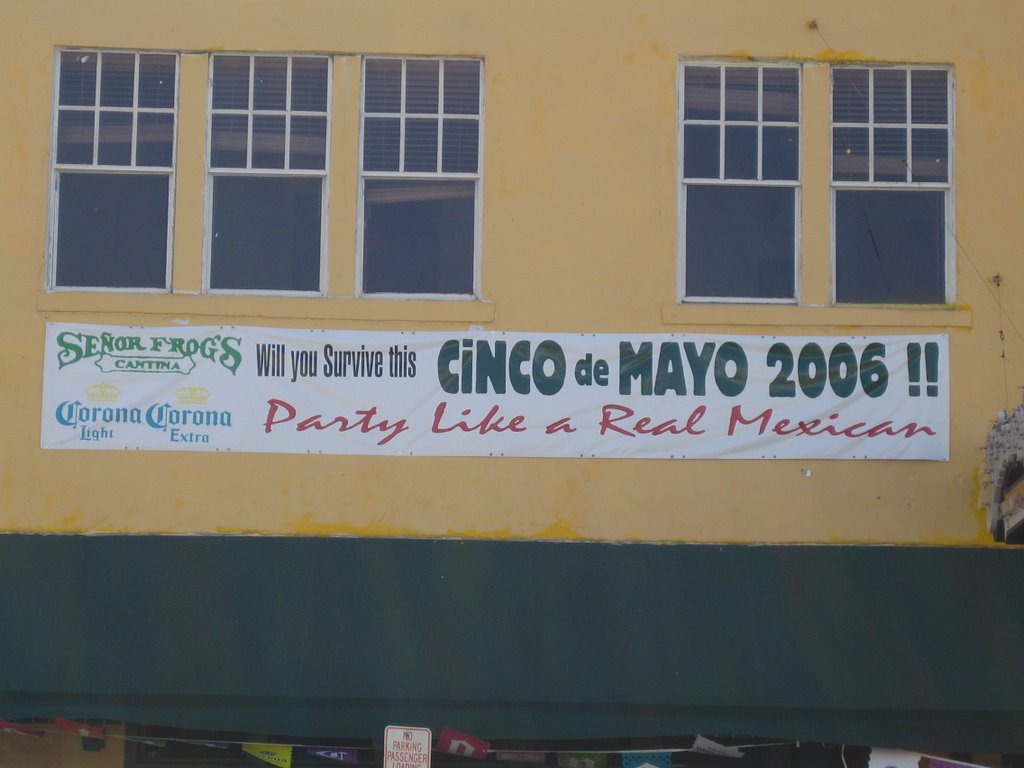 SEÑOR FROG'S
CANTINA
Corona Light
Corona Extra
Will you Survive this CiNCO de MAYO 2006 !!
Party Like a Real Mexican
NO
PARKING
PASSENGER
LOADING